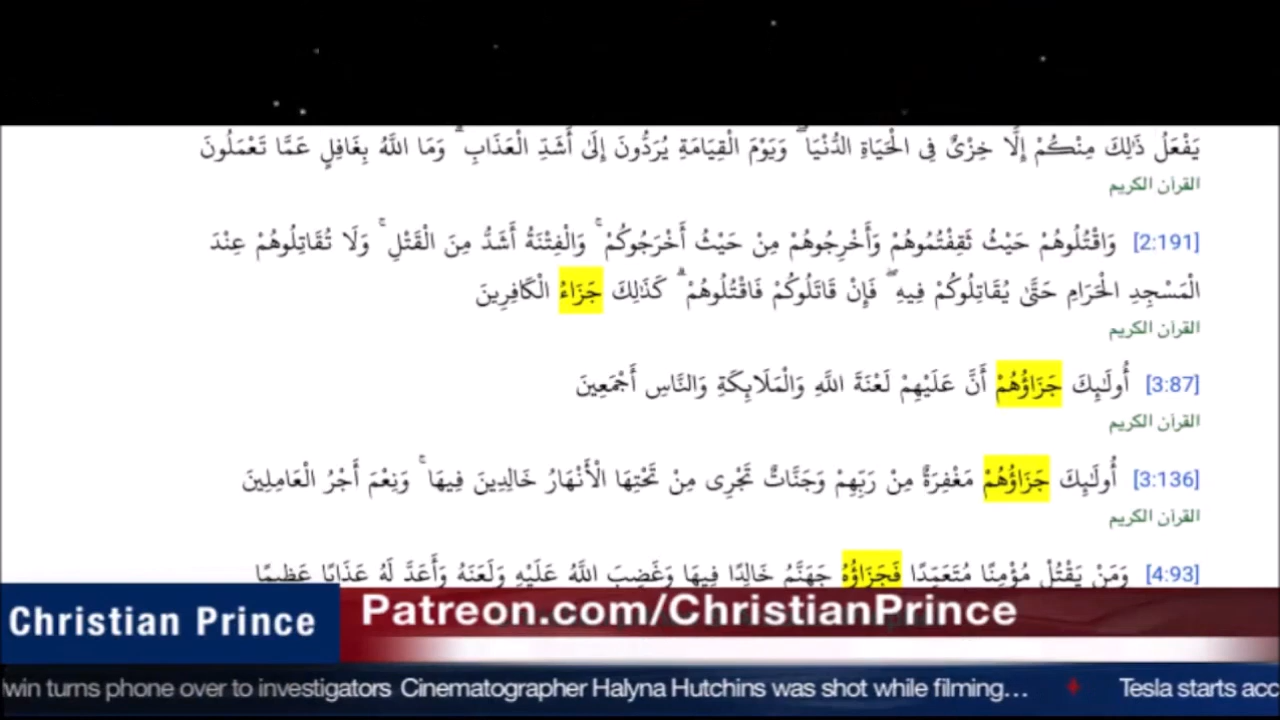 يَفْعَلُ ذَٰلِكَ مِنْكُمْ إِلَّا خِزْىٌ فِى الْحَيَاةِ الدُّنْيَا ۖ وَيَوْمَ الْقِيَامَةِ يُرَدُّونَ إِلَىٰ أَشَدِّ الْعَذَابِ ۗ وَمَا اللَّهُ بِغَافِلٍ عَمَّا تَعْمَلُونَ
القرآن الكريم
[2:191] وَاقْتُلُوهُمْ حَيْثُ ثَقِفْتُمُوهُمْ وَأَخْرِجُوهُمْ مِنْ حَيْثُ أَخْرَجُوكُمْ ۚ وَالْفِتْنَةُ أَشَدُّ مِنَ الْقَتْلِ ۚ وَلَا تُقَاتِلُوهُمْ عِنْدَ
الْمَسْجِدِ الْحَرَامِ حَتَّىٰ يُقَاتِلُوكُمْ فِيهِ ۖ فَإِنْ قَاتَلُوكُمْ فَاقْتُلُوهُمْ ۗ كَذَٰلِكَ جَزَاءُ الْكَافِرِينَ
القرآن الكريم
[3:87] أُولَـٰئِكَ جَزَاؤُهُمْ أَنَّ عَلَيْهِمْ لَعْنَةَ اللَّهِ وَالْمَلَائِكَةِ وَالنَّاسِ أَجْمَعِينَ
القرآن الكريم
[3:136] أُولَـٰئِكَ جَزَاؤُهُمْ مَغْفِرَةٌ مِنْ رَبِّهِمْ وَجَنَّاتٌ تَجْرِى مِنْ تَحْتِهَا الْأَنْهَارُ خَالِدِينَ فِيهَا ۚ وَنِعْمَ أَجْرُ الْعَامِلِينَ
القرآن الكريم
[4:93] وَمَنْ يَقْتُلْ مُؤْمِنًا مُتَعَمِّدًا فَجَزَاؤُهُ جَهَنَّمُ خَالِدًا فِيهَا وَغَضِبَ اللَّهُ عَلَيْهِ وَلَعَنَهُ وَأَعَدَّ لَهُ عَذَابًا عَظِيمًا
Christian Prince
Patreon.com/ChristianPrince
win turns phone over to investigators Cinematographer Halyna Hutchins was shot while filming... Tesla starts acc